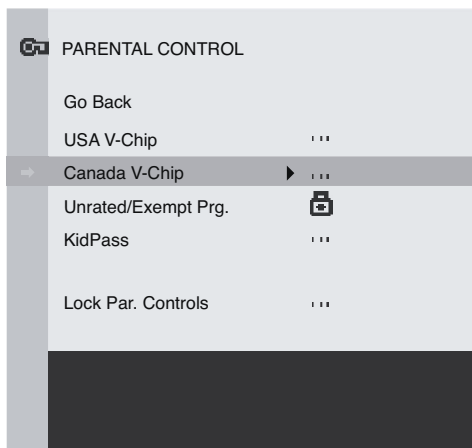 PARENTAL CONTROL
Go Back
USA V-Chip
Canada V-Chip
Unrated/Exempt Prg.
KidPass
Lock Par. Controls